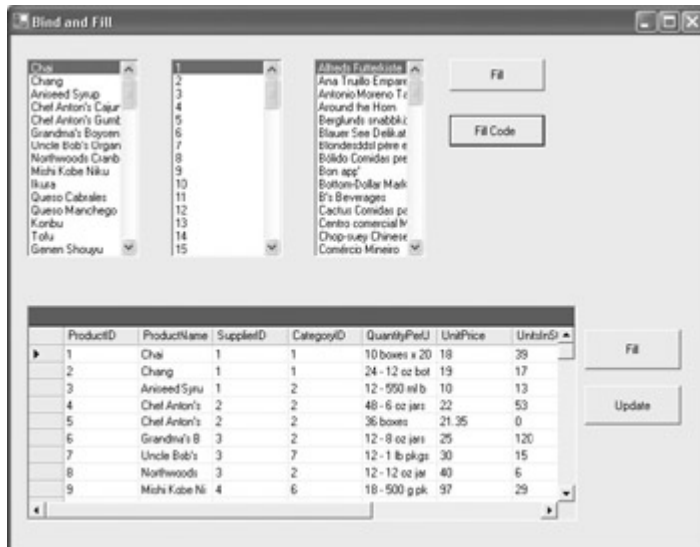 Bind and Fill
Chai
Chang
Aniseed Syrup
Chef Anton's Cajur
Chef Anton's Gumb
Grandma's Boysen
Uncle Bob's Organ
Northwoods Cranb
Mishi Kobe Niku
Ikura
Queso Cabrales
Queso Manchego
Konbu
Tofu
Genen Shouyu
1
2
3
4
5
6
7
8
9
10
11
12
13
14
15
Alfreds Futterkiste
Ana Trujillo Empare
Antonio Moreno Ta
Around the Horn
Berglunds snabbkö
Blauer See Delikat
Blondesddsl père e
Bólido Comidas pre
Bon app'
Bottom-Dollar Mark
B's Beverages
Cactus Comidas pa
Centro comercial M
Chop-suey Chinese
Comércio Mineiro
Fill
Fill Code
ProductID ProductName SupplierID CategoryID QuantityPerU UnitPrice UnitsInSt
1 Chai 1 1 10 boxes x 20 18 39
2 Chang 1 1 24 - 12 oz bot 19 17
3 Aniseed Syru 1 2 12 - 550 ml b 10 13
4 Chef Anton's 2 2 48 - 6 oz jars 22 53
5 Chef Anton's 2 2 36 boxes 21.35 0
6 Grandma's B 3 2 12 - 8 oz jars 25 120
7 Uncle Bob's 3 7 12 - 1 lb pkgs 30 15
8 Northwoods 3 2 12 - 12 oz jar 40 6
9 Mishi Kobe Ni 4 6 18 - 500 g pk 97 29
Fill
Update